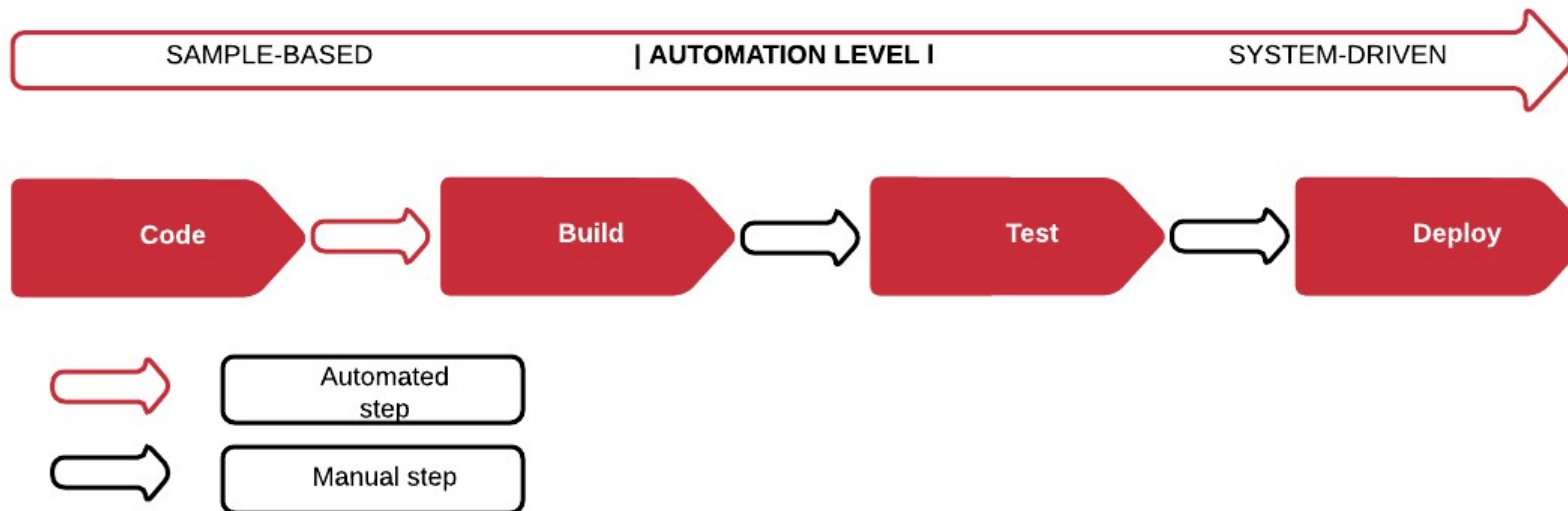 SAMPLE-BASED
| AUTOMATION LEVEL l
SYSTEM-DRIVEN
Code
Build
Test
Deploy
Automated
step
Manual step